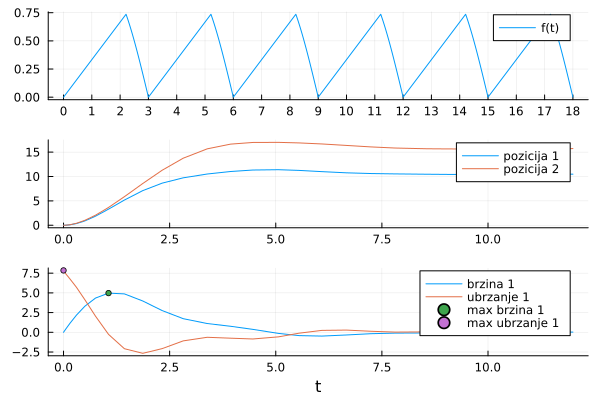 0.75
0.50
0.25
0.00
f(t)
0 1 2 3 4 5 6 7 8 9 10 11 12 13 14 15 16 17 18
15
10
5
0
pozicija 1
pozicija 2
0.0 2.5 5.0 7.5 10.0
7.5
5.0
2.5
0.0
−2.5
brzina 1
ubrzanje 1
max brzina 1
max ubrzanje 1
0.0 2.5 5.0 7.5 10.0
t